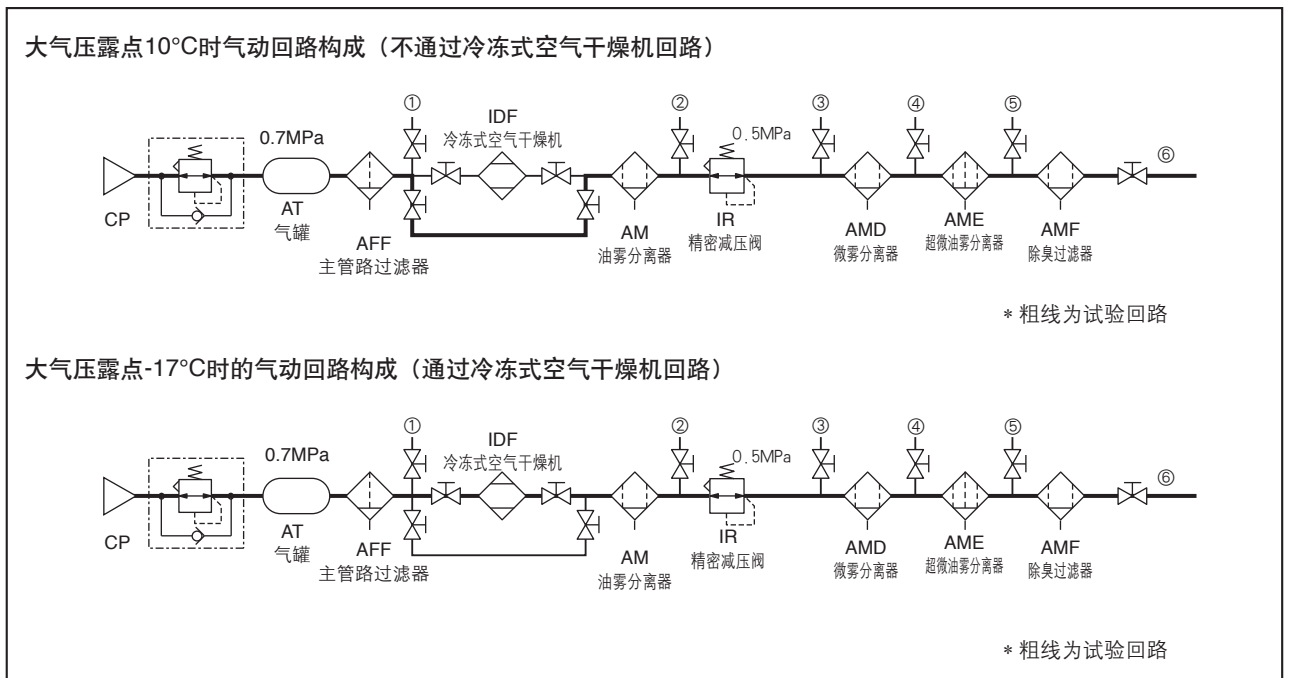 大气压露点10°C时气动回路构成（不通过冷冻式空气干燥机回路）
① IDF ② ③ ④ ⑤
0.7MPa 冷冻式空气干燥机 0.5MPa ⑥
CP AT AFF AM IR AMD AME AMF
气罐 主管路过滤器 油雾分离器 精密减压阀 微雾分离器 超微油雾分离器 除臭过滤器
* 粗线为试验回路
大气压露点-17°C时的气动回路构成（通过冷冻式空气干燥机回路）
① IDF ② ③ ④ ⑤
0.7MPa 冷冻式空气干燥机 0.5MPa ⑥
CP AT AFF AM IR AMD AME AMF
气罐 主管路过滤器 油雾分离器 精密减压阀 微雾分离器 超微油雾分离器 除臭过滤器
* 粗线为试验回路